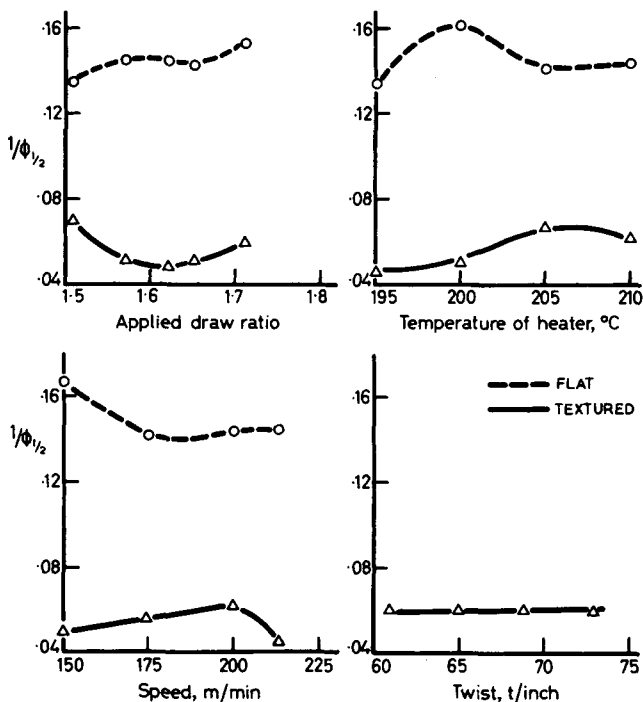 ·16
·12
1/ϕ1/2
·08
·04
1·5 1·6 1·7 1·8
Applied draw ratio
·16
·12
·08
·04
195 200 205 210
Temperature of heater, °C
·16
1/ϕ1/2
·12
·08
·04
150 175 200 225
Speed, m/min
FLAT
TEXTURED
·16
·12
·08
·04
60 65 70 75
Twist, t/inch